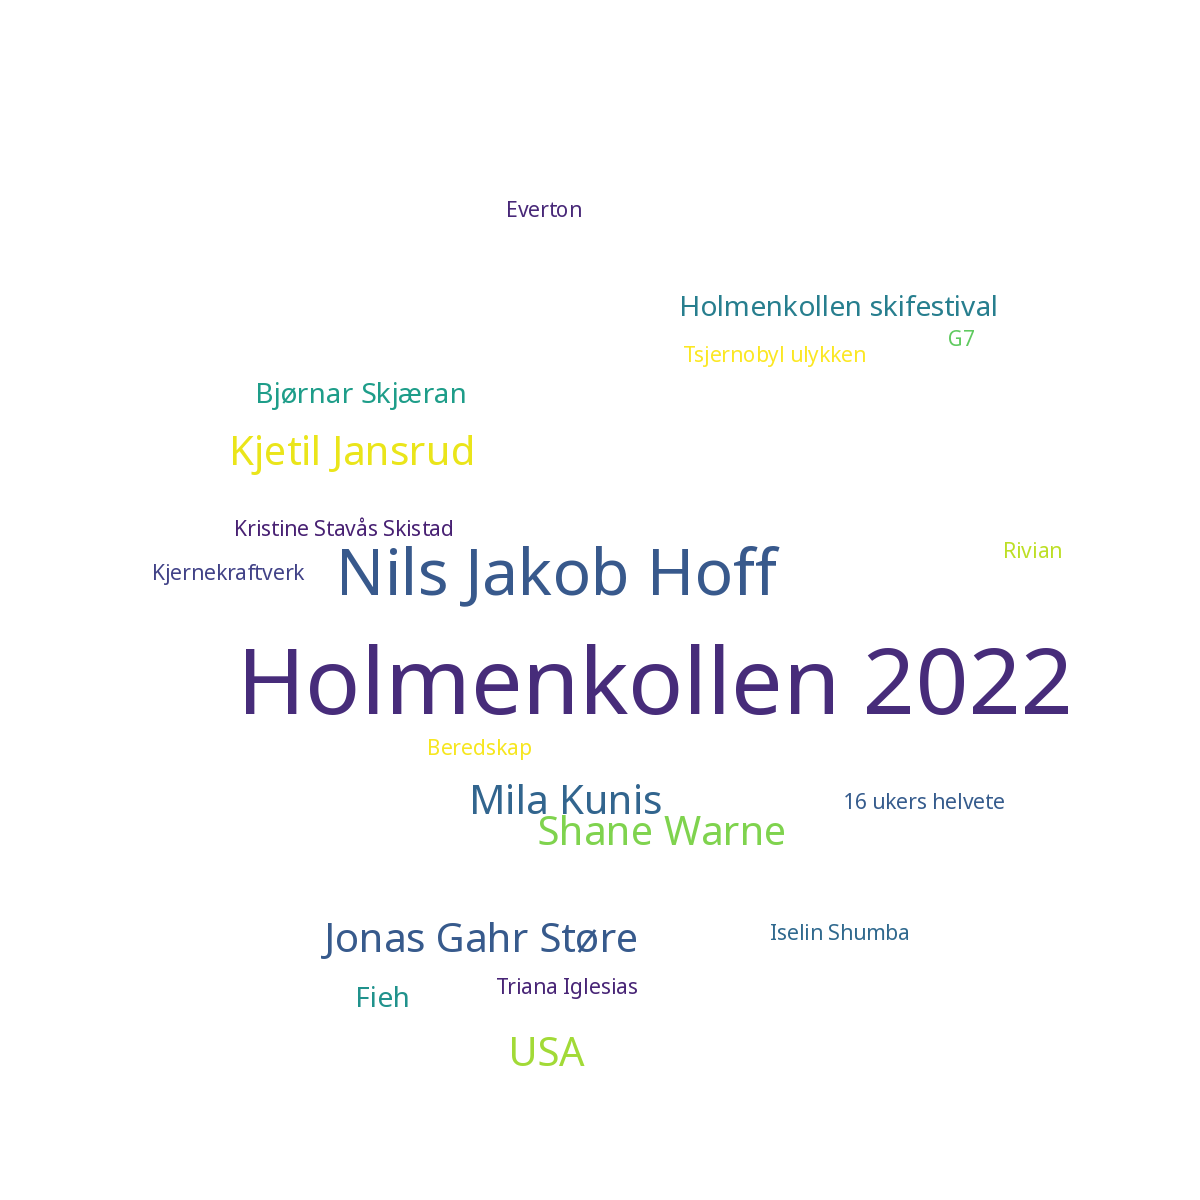 Everton
Holmenkollen skifestival
G7
Tsjernobyl ulykken
Bjørnar Skjæran
Kjetil Jansrud
Kristine Stavås Skistad
Rivian
Nils Jakob Hoff
Kjernekraftverk
Holmenkollen 2022
Beredskap
Mila Kunis
16 ukers helvete
Shane Warne
Iselin Shumba
Jonas Gahr Støre
Triana Iglesias
Fieh
USA